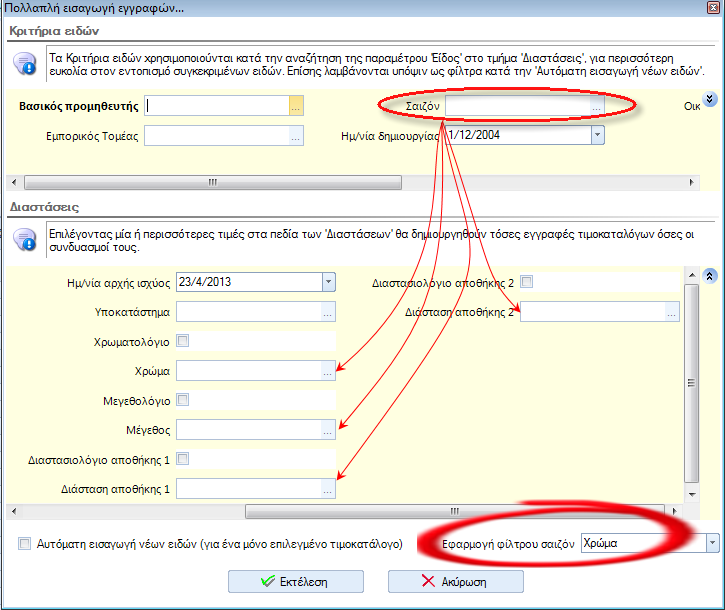 Πολλαπλή εισαγωγή εγγραφών...
Κριτήρια ειδών
Τα Κριτήρια ειδών χρησιμοποιούνται κατά την αναζήτηση της παραμέτρου 'Είδος' στο τμήμα 'Διαστάσεις', για περισσότερη
ευκολία στον εντοπισμό συγκεκριμένων ειδών. Επίσης λαμβάνονται υπόψιν ως φίλτρα κατά την 'Αυτόματη εισαγωγή νέων ειδών'.
Βασικός προμηθευτής ... Σαιζόν ... Οικ
Εμπορικός Τομέας ... Ημ/νία δημιουργίας 1/12/2004
Διαστάσεις
Επιλέγοντας μία ή περισσότερες τιμές στα πεδία των 'Διαστάσεων' θα δημιουργηθούν τόσες εγγραφές τιμοκαταλόγων όσες οι
συνδυασμοί τους.
Ημ/νία αρχής ισχύος 23/4/2013 Διαστασιολόγιο αποθήκης 2
Υποκατάστημα ... Διάσταση αποθήκης 2 ...
Χρωματολόγιο
Χρώμα ...
Μεγεθολόγιο
Μέγεθος ...
Διαστασιολόγιο αποθήκης 1
Διάσταση αποθήκης 1 ...
Αυτόματη εισαγωγή νέων ειδών (για ένα μόνο επιλεγμένο τιμοκατάλογο) Εφαρμογή φίλτρου σαιζόν Χρώμα
Εκτέλεση Ακύρωση